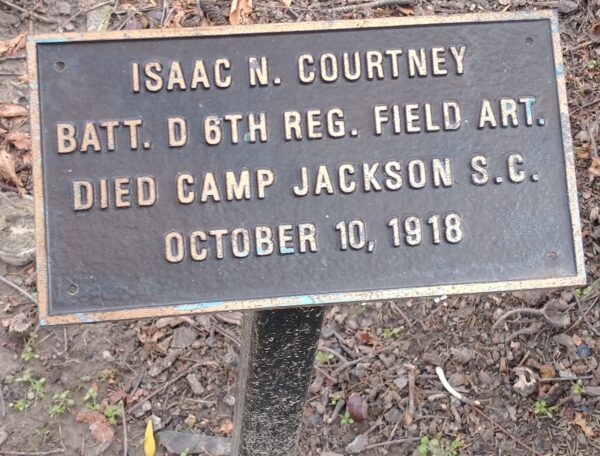 ISAAC N. COURTNEY
BATT. D 6TH REG. FIELD ART.
DIED CAMP JACKSON S.C.
OCTOBER 10, 1918